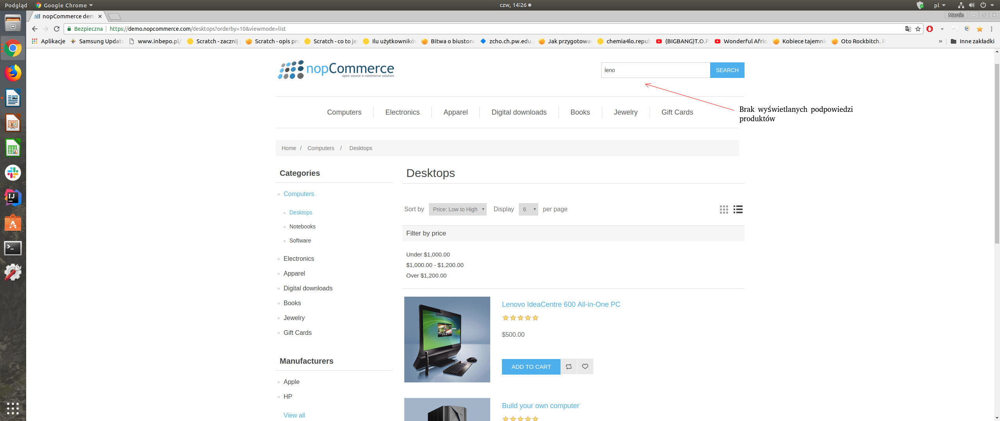 Podgląd
Google Chrome
czw, 14:26
pl
nopCommerce dem
Marcin
Bezpieczna
https://demo.nopcommerce.com/desktops?orderby=10&viewmode=list
Aplikacje
Samsung Update
www.inbepo.pl/
Scratch - zacznij
Scratch - opis pro
Scratch - co to je
Ilu użytkownikó
Bitwa o biuston
zcho.ch.pw.edu.
Jak przygotowa
chemia4lo.repub
(BIGBANG)T.O.P
Wonderful Afric
Kobiece tajemni
Oto Rockbitch. R
»
Inne zakładki
nopCommerce
open source e-commerce solution
leno
SEARCH
Brak wyświetlanych podpowiedzi
produktów
Computers
Electronics
Apparel
Digital downloads
Books
Jewelry
Gift Cards
Home / Computers / Desktops
Categories
Computers
Desktops
Notebooks
Software
Electronics
Apparel
Digital downloads
Books
Jewelry
Gift Cards
Manufacturers
Apple
HP
View all
Desktops
Sort by Price: Low to High Display 6 per page
Filter by price
Under $1,000.00
$1,000.00 - $1,200.00
Over $1,200.00
Lenovo IdeaCentre 600 All-in-One PC
$500.00
ADD TO CART
Build your own computer